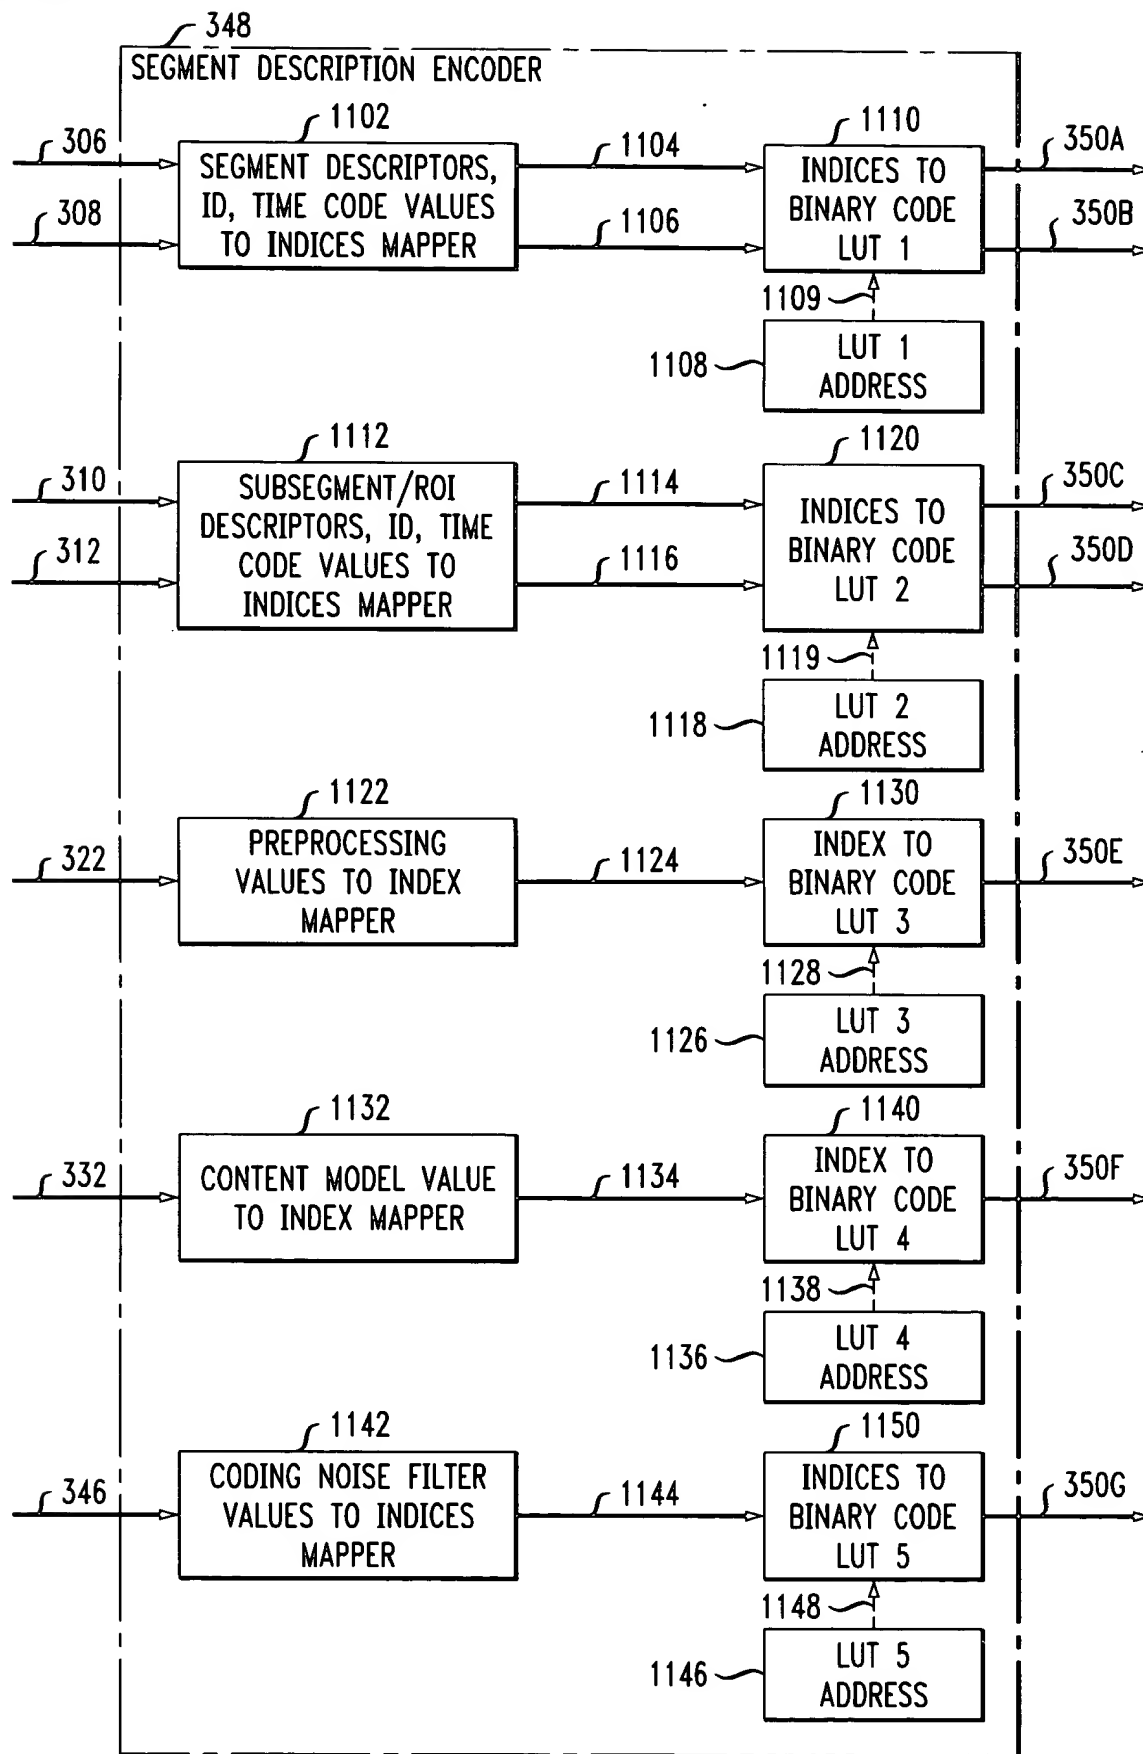 348
SEGMENT DESCRIPTION ENCODER
1102
1110
306
1104
350A
SEGMENT DESCRIPTORS,
ID, TIME CODE VALUES
TO INDICES MAPPER
INDICES TO
BINARY CODE
LUT 1
308
1106
350B
1109
1108
LUT 1
ADDRESS
1112
1120
310
1114
350C
SUBSEGMENT/ROI
DESCRIPTORS, ID, TIME
CODE VALUES TO
INDICES MAPPER
INDICES TO
BINARY CODE
LUT 2
312
1116
350D
1119
1118
LUT 2
ADDRESS
1122
1130
322
PREPROCESSING
VALUES TO INDEX
MAPPER
1124
INDEX TO
BINARY CODE
LUT 3
350E
1128
1126
LUT 3
ADDRESS
1132
1140
332
CONTENT MODEL VALUE
TO INDEX MAPPER
1134
INDEX TO
BINARY CODE
LUT 4
350F
1138
1136
LUT 4
ADDRESS
1142
1150
346
CODING NOISE FILTER
VALUES TO INDICES
MAPPER
1144
INDICES TO
BINARY CODE
LUT 5
350G
1148
1146
LUT 5
ADDRESS